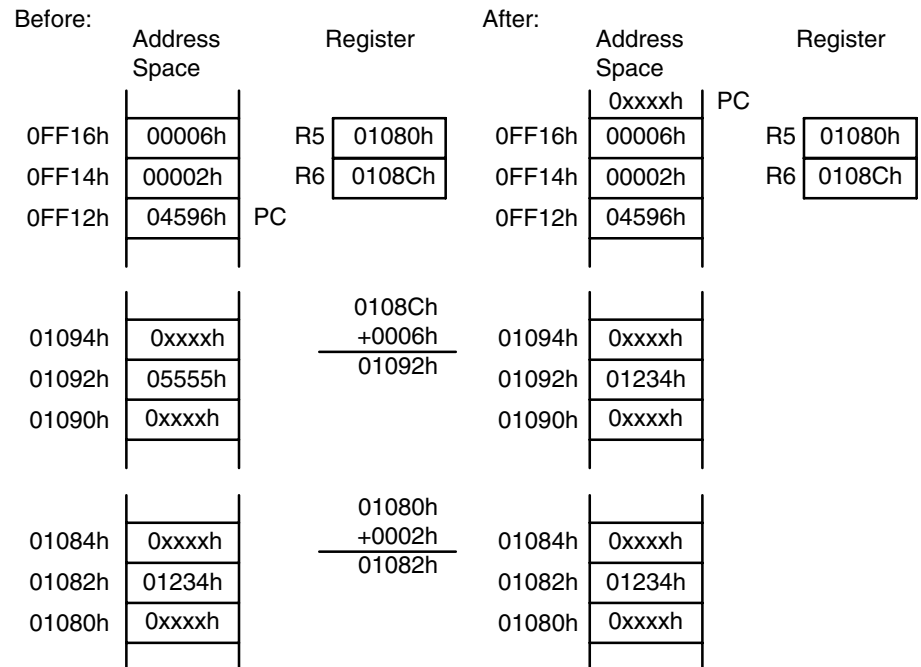 Before: After:
Address Register Address Register
Space Space
0xxxxh PC
0FF16h 00006h R5 01080h 0FF16h 00006h R5 01080h
0FF14h 00002h R6 0108Ch 0FF14h 00002h R6 0108Ch
0FF12h 04596h PC 0FF12h 04596h
0108Ch
01094h 0xxxxh +0006h 01094h 0xxxxh
01092h 05555h 01092h 01092h 01234h
01090h 0xxxxh 01090h 0xxxxh
01080h
01084h 0xxxxh +0002h 01084h 0xxxxh
01082h 01234h 01082h 01082h 01234h
01080h 0xxxxh 01080h 0xxxxh